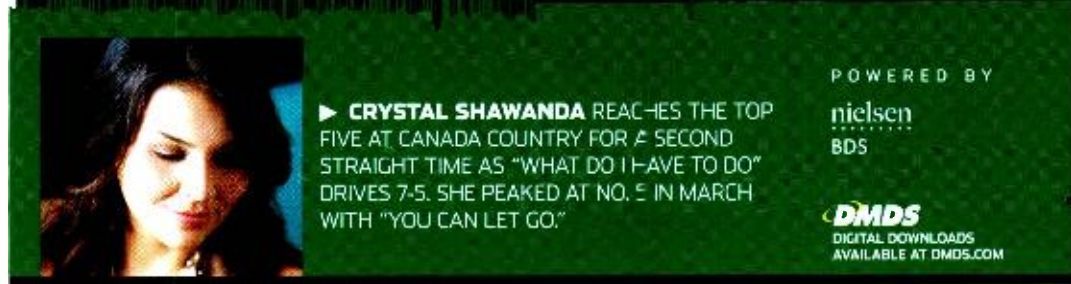 ▶ CRYSTAL SHAWANDA REACHES THE TOP
FIVE AT CANADA COUNTRY FOR A SECOND
STRAIGHT TIME AS "WHAT DO I HAVE TO DO"
DRIVES 7-5. SHE PEAKED AT NO. 5 IN MARCH
WITH "YOU CAN LET GO."
POWERED BY
nielsen
BDS
DMDS
DIGITAL DOWNLOADS
AVAILABLE AT DMDS.COM